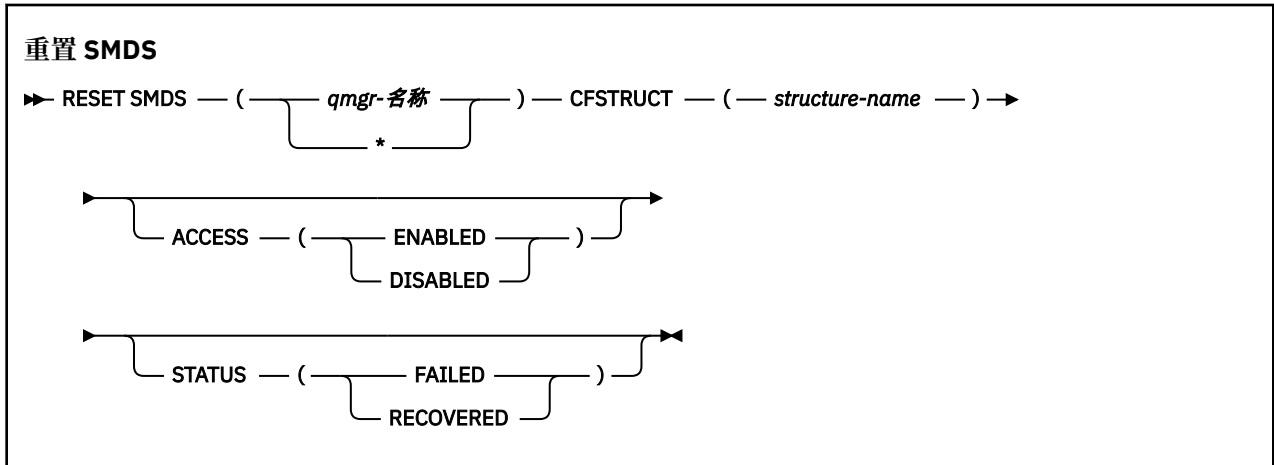 重置 SMDS
RESET SMDS ( qmgr-名称 ) CFSTRUCT ( structure-name )
*
ACCESS ( ENABLED )
DISABLED
STATUS ( FAILED )
RECOVERED